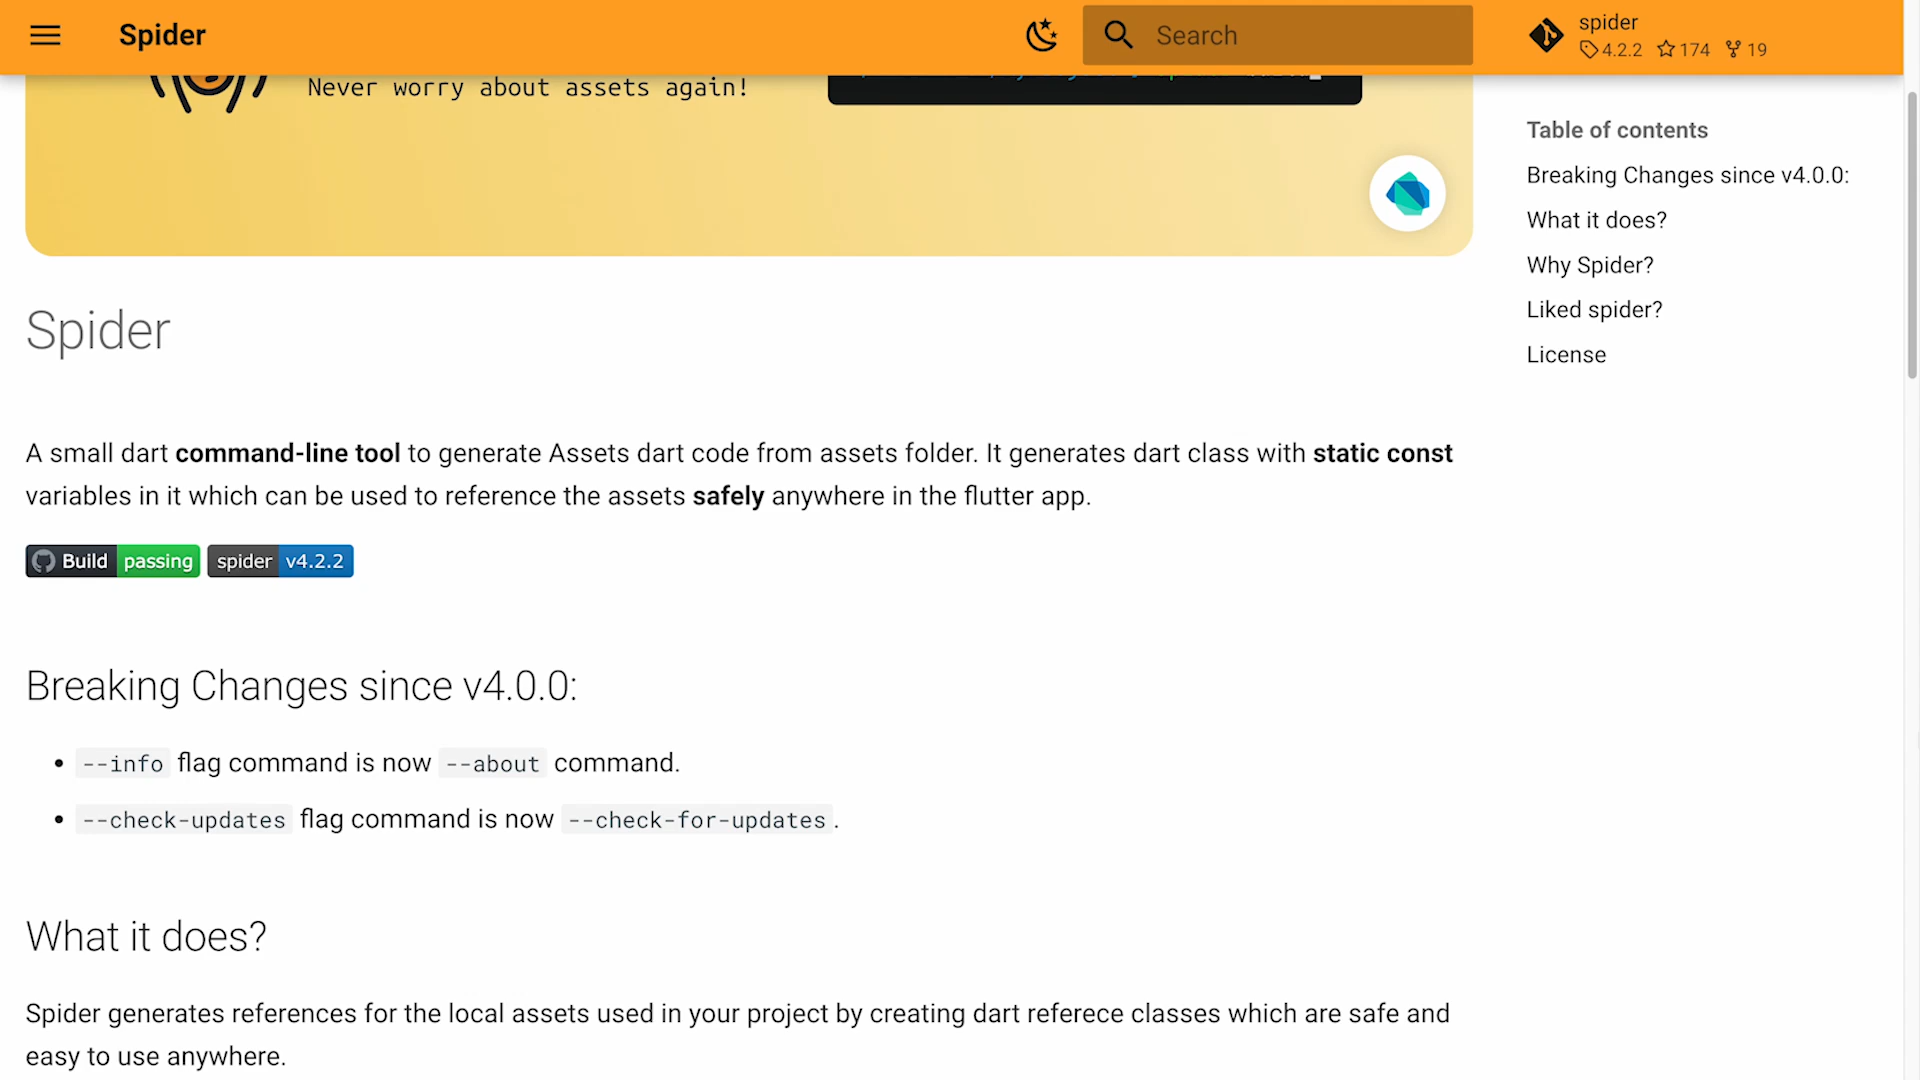 Spider
Search
spider
4.2.2 174 19
Never worry about assets again!
Table of contents
Breaking Changes since v4.0.0:
What it does?
Why Spider?
Liked spider?
License
Spider
A small dart command-line tool to generate Assets dart code from assets folder. It generates dart class with static const
variables in it which can be used to reference the assets safely anywhere in the flutter app.
Build passing spider v4.2.2
Breaking Changes since v4.0.0:
• --info flag command is now --about command.
• --check-updates flag command is now --check-for-updates.
What it does?
Spider generates references for the local assets used in your project by creating dart referece classes which are safe and
easy to use anywhere.